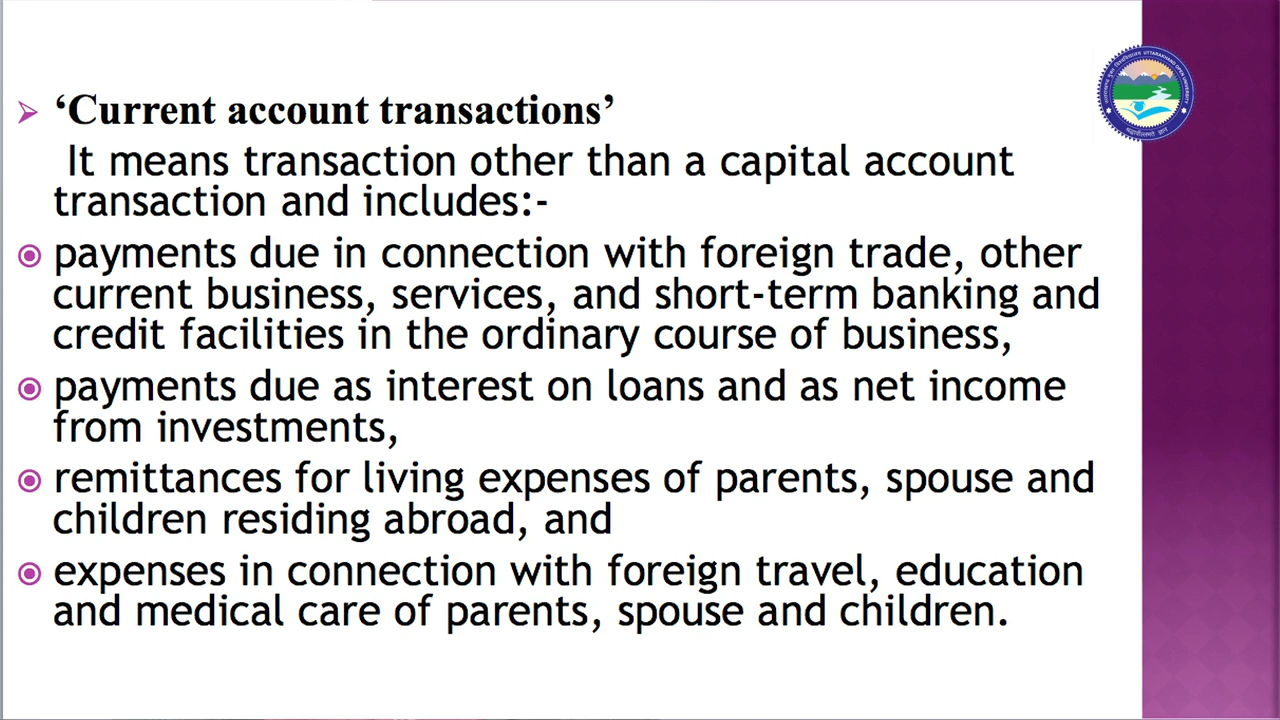 ‘Current account transactions’
It means transaction other than a capital account
transaction and includes:-
payments due in connection with foreign trade, other
current business, services, and short-term banking and
credit facilities in the ordinary course of business,
payments due as interest on loans and as net income
from investments,
remittances for living expenses of parents, spouse and
children residing abroad, and
expenses in connection with foreign travel, education
and medical care of parents, spouse and children.
UTTARAKHAND OPEN UNIVERSITY